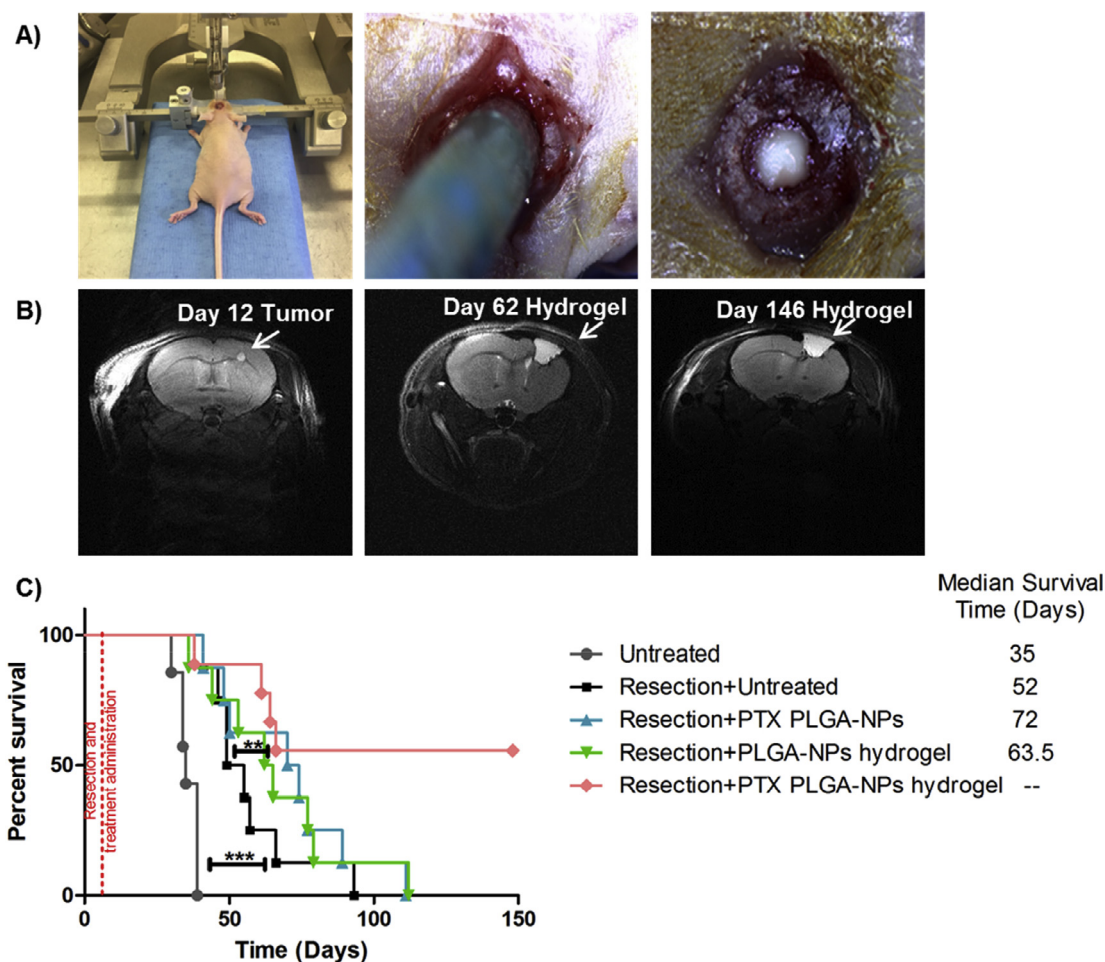 A)
B)
Day 12 Tumor
Day 62 Hydrogel
Day 146 Hydrogel
C)
Median Survival
Time (Days)
Untreated 35
Resection+Untreated 52
Resection+PTX PLGA-NPs 72
Resection+PLGA-NPs hydrogel 63.5
Resection+PTX PLGA-NPs hydrogel --
Percent survival
100
50
0
Resection and
treatment administration
**
***
0 50 100 150
Time (Days)